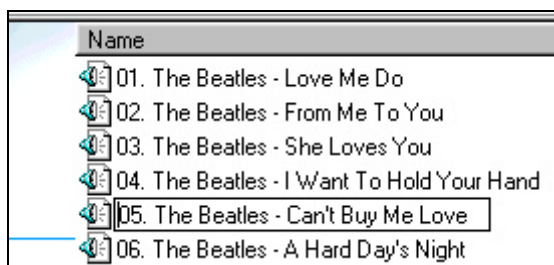 Name
01. The Beatles - Love Me Do
02. The Beatles - From Me To You
03. The Beatles - She Loves You
04. The Beatles - I Want To Hold Your Hand
05. The Beatles - Can't Buy Me Love
06. The Beatles - A Hard Day's Night